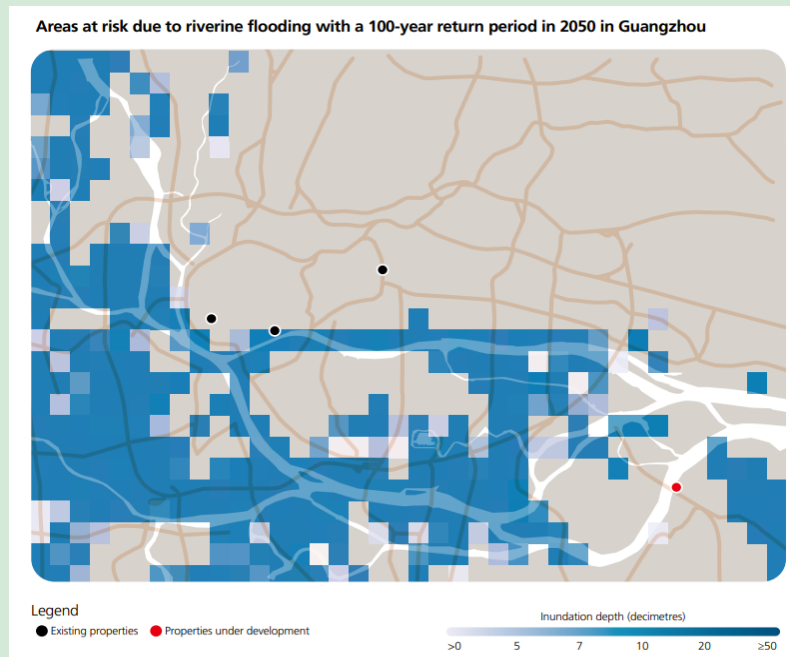 Areas at risk due to riverine flooding with a 100-year return period in 2050 in Guangzhou
Legend
Existing properties Properties under development
Inundation depth (decimetres)
>0 5 7 10 20 ≥50